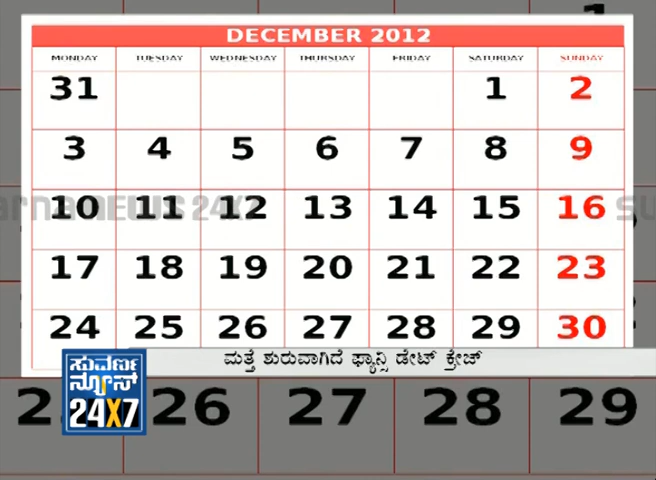 DECEMBER 2012
MONDAY TUESDAY WEDNESDAY THURSDAY FRIDAY SATURDAY SUNDAY
31 1 2
3 4 5 6 7 8 9
10 11 12 13 14 15 16
17 18 19 20 21 22 23
24 25 26 27 28 29 30
ಮತ್ತೆ ಶುರುವಾಗಿದೆ ಫ್ಯಾನ್ಸಿ ಡೇಟ್ ಕ್ರೇಜ್
ಸುವರ್ಣ
ನ್ಯೂಸ್
24X7
26 27 28 29